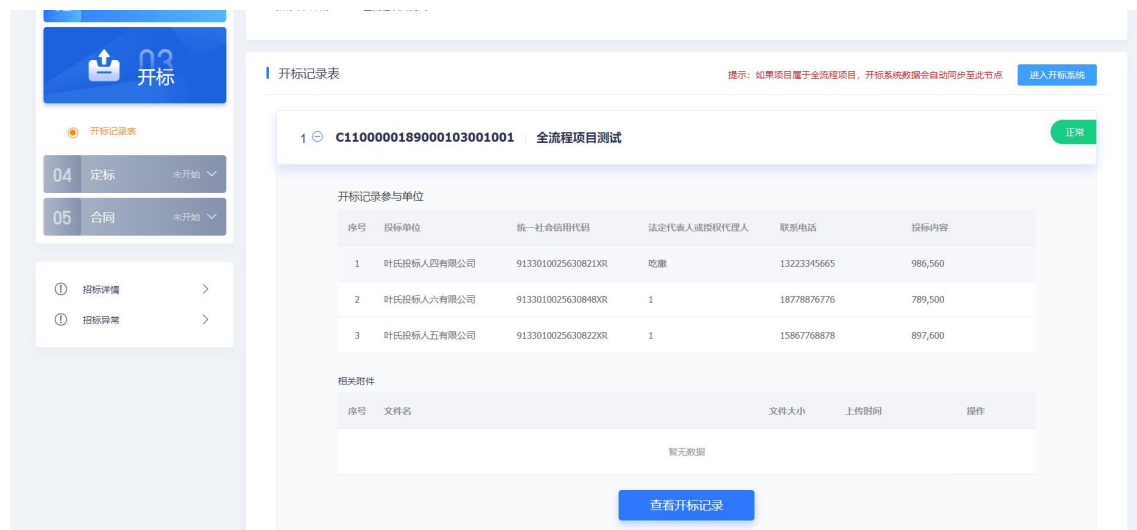 03
开标
开标记录表
04 定标 未开始
05 合同 未开始
招标详情
招标异常
开标记录表
提示：如果项目属于全流程项目，开标系统数据会自动同步至此节点
进入开标系统
1 C1100000189000103001001 全流程项目测试
正常
开标记录参与单位
序号 投标单位 统一社会信用代码 法定代表人或授权代理人 联系电话 投标内容
1 叶氏投标人四有限公司 9133010025630821XR 吃撒 13223345665 986,560
2 叶氏投标人六有限公司 9133010025630848XR 1 18778876776 789,500
3 叶氏投标人五有限公司 9133010025630822XR 1 15867768878 897,600
相关附件
序号 文件名 文件大小 上传时间 操作
暂无数据
查看开标记录